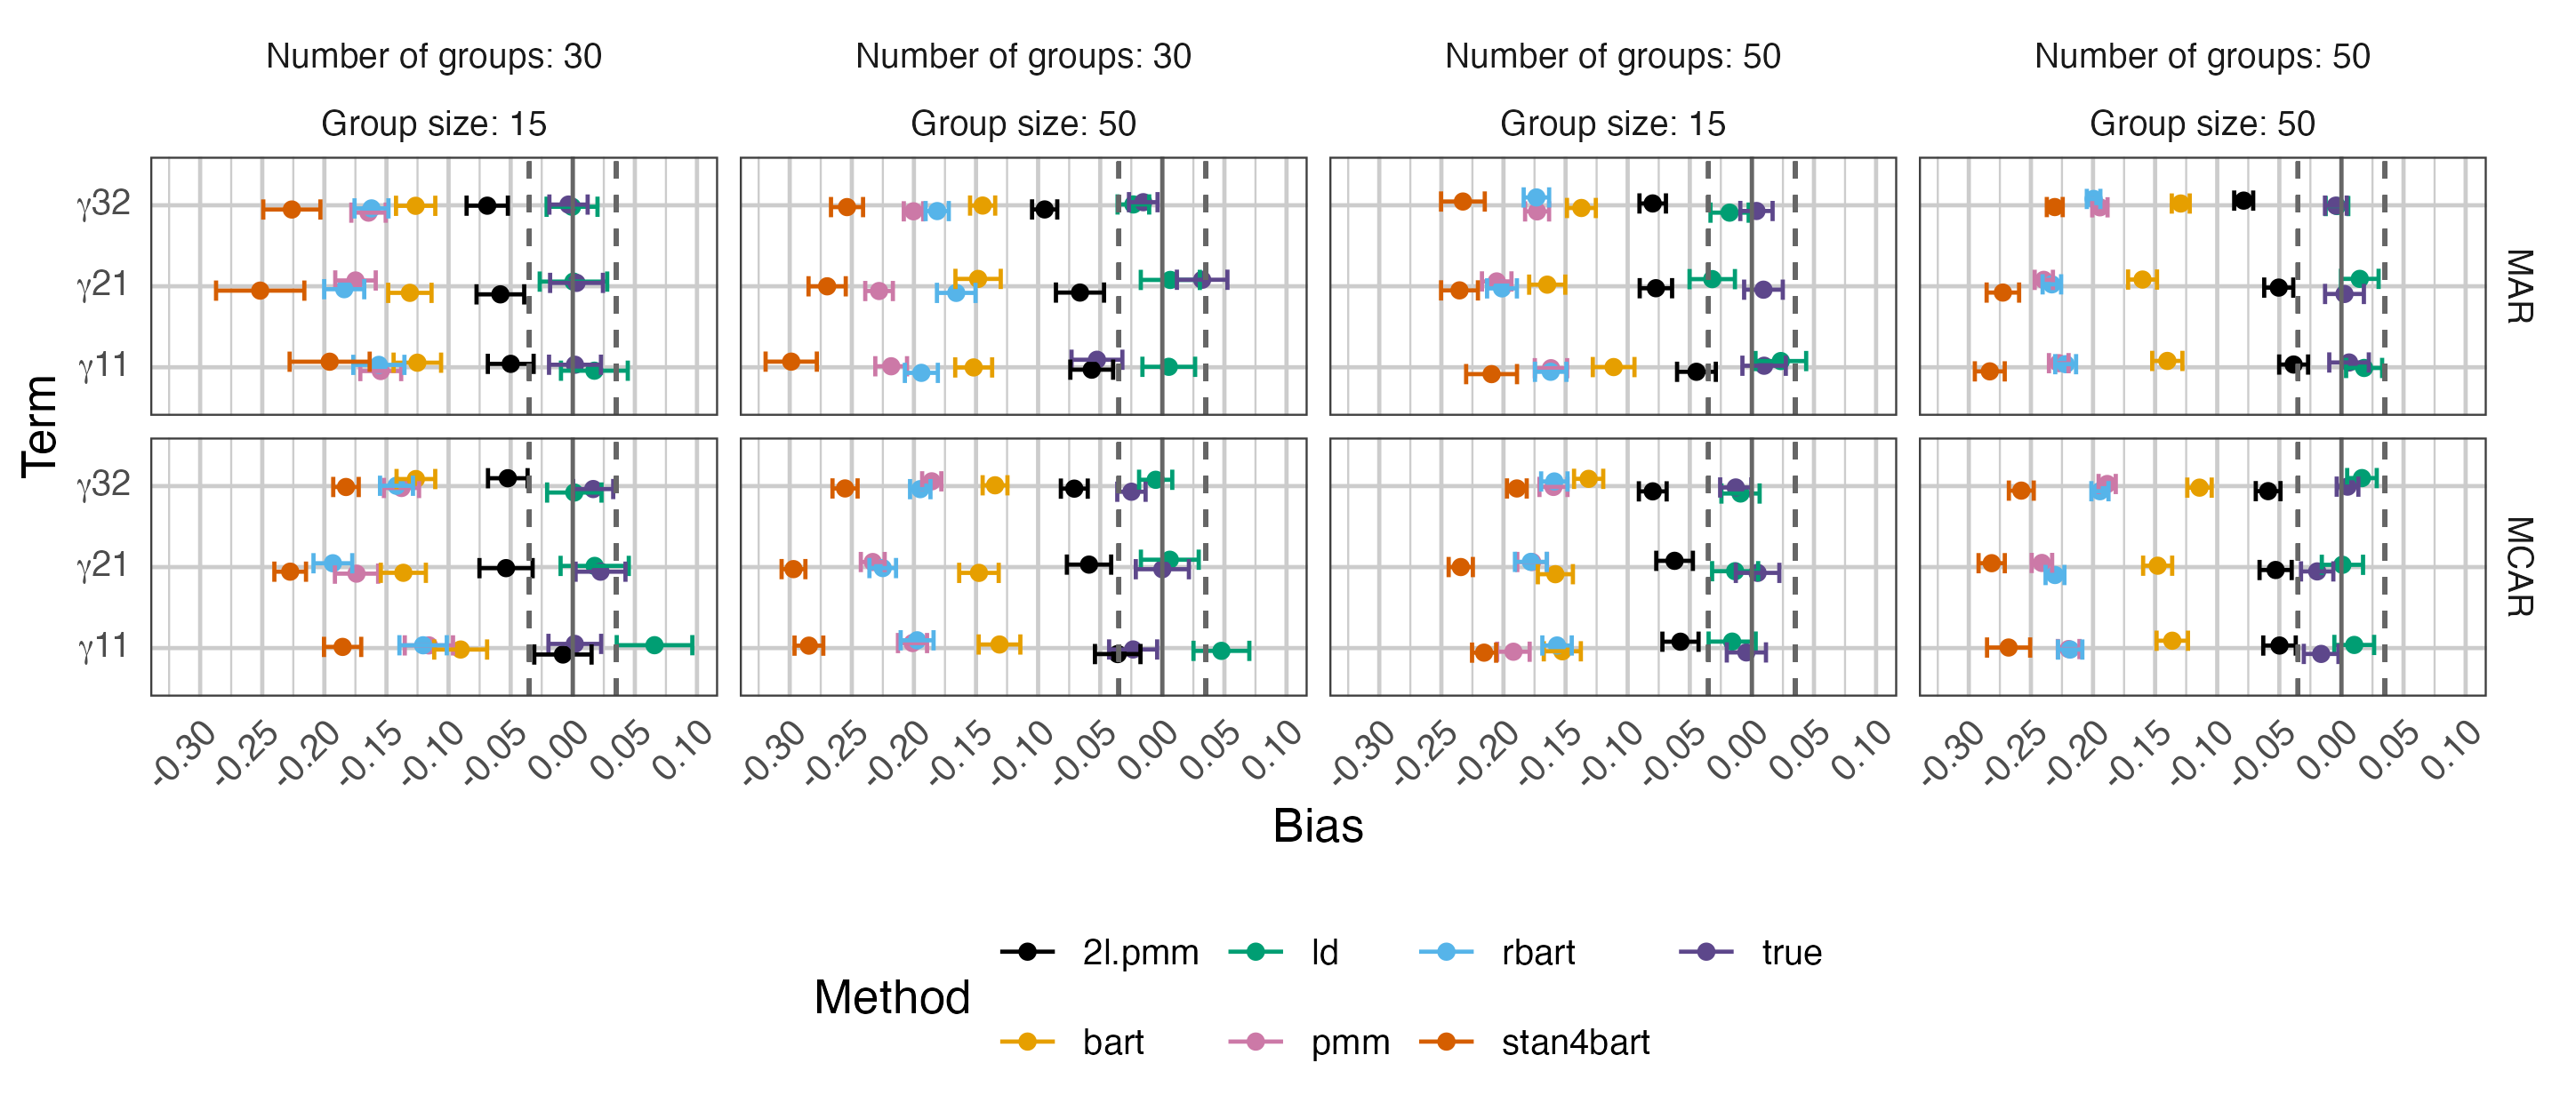 Number of groups: 30 Number of groups: 30 Number of groups: 50 Number of groups: 50
Group size: 15 Group size: 50 Group size: 15 Group size: 50
γ32
γ21
γ11
MAR
Term
γ32
γ21
γ11
MCAR
-0.30 -0.25 -0.20 -0.15 -0.10 -0.05 0.00 0.05 0.10 -0.30 -0.25 -0.20 -0.15 -0.10 -0.05 0.00 0.05 0.10 -0.30 -0.25 -0.20 -0.15 -0.10 -0.05 0.00 0.05 0.10 -0.30 -0.25 -0.20 -0.15 -0.10 -0.05 0.00 0.05 0.10
Bias
Method
2l.pmm ld rbart true
bart pmm stan4bart